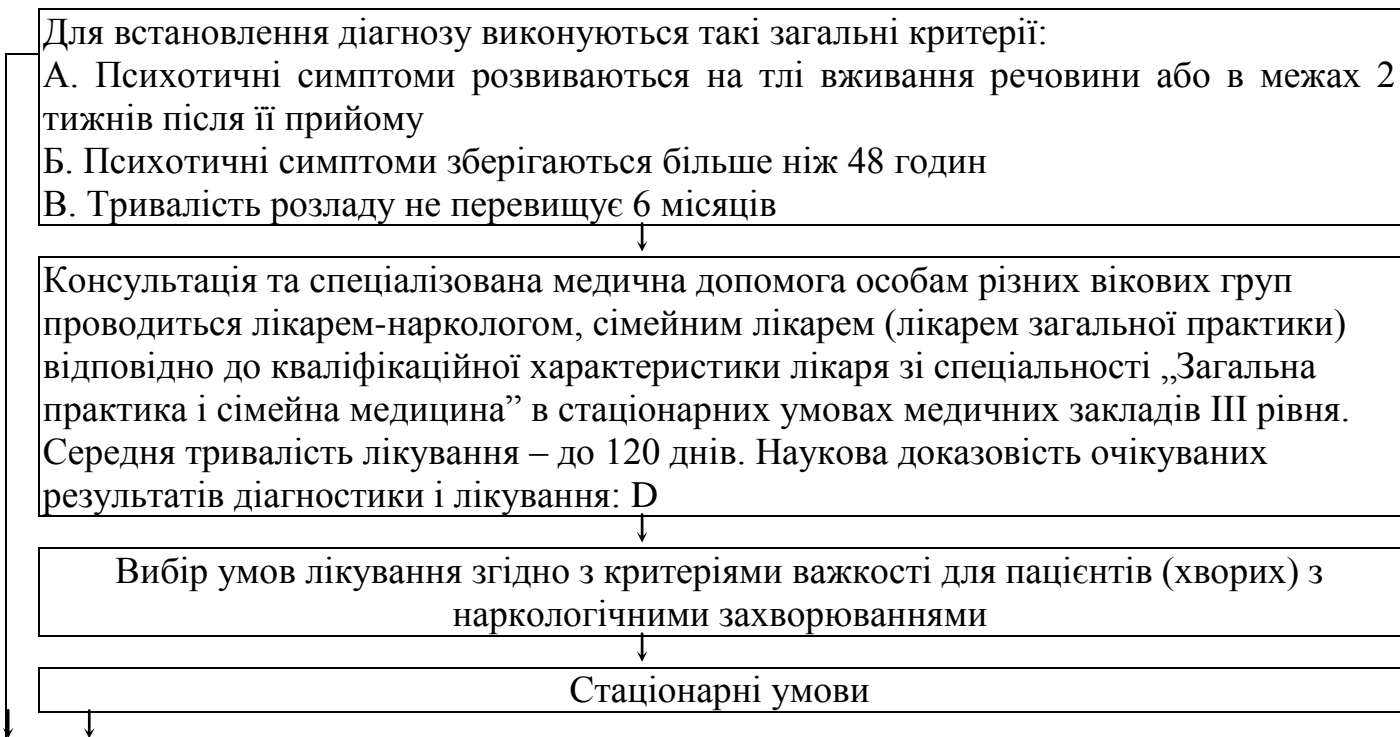 Для встановлення діагнозу виконуються такі загальні критерії:
А. Психотичні симптоми розвиваються на тлі вживання речовини або в межах 2
тижнів після її прийому
Б. Психотичні симптоми зберігаються більше ніж 48 годин
В. Тривалість розладу не перевищує 6 місяців
Консультація та спеціалізована медична допомога особам різних вікових груп
проводиться лікарем-наркологом, сімейним лікарем (лікарем загальної практики)
відповідно до кваліфікаційної характеристики лікаря зі спеціальності „Загальна
практика і сімейна медицина” в стаціонарних умовах медичних закладів III рівня.
Середня тривалість лікування – до 120 днів. Наукова доказовість очікуваних
результатів діагностики і лікування: D
Вибір умов лікування згідно з критеріями важкості для пацієнтів (хворих) з
наркологічними захворюваннями
Стаціонарні умови